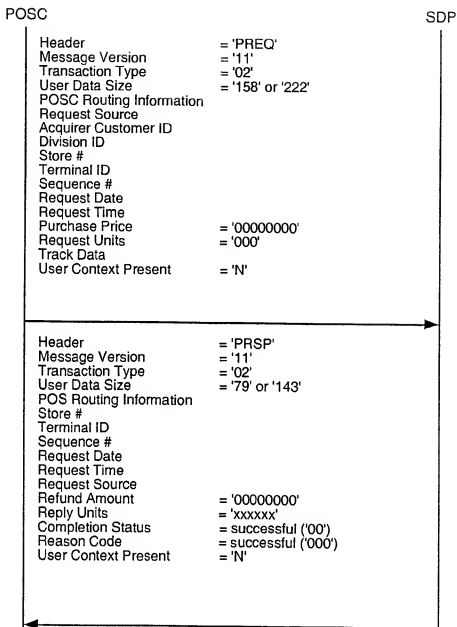 POSC
SDP
Header = 'PREQ'
Message Version = '11'
Transaction Type = '02'
User Data Size = '158' or '222'
POSC Routing Information
Request Source
Acquirer Customer ID
Division ID
Store #
Terminal ID
Sequence #
Request Date
Request Time
Purchase Price = '00000000'
Request Units = '000'
Track Data
User Context Present = 'N'
Header = 'PRSP'
Message Version = '11'
Transaction Type = '02'
User Data Size = '79' or '143'
POS Routing Information
Store #
Terminal ID
Sequence #
Request Date
Request Time
Request Source
Refund Amount = '00000000'
Reply Units = 'xxxxxx'
Completion Status = successful ('00')
Reason Code = successful ('000')
User Context Present = 'N'